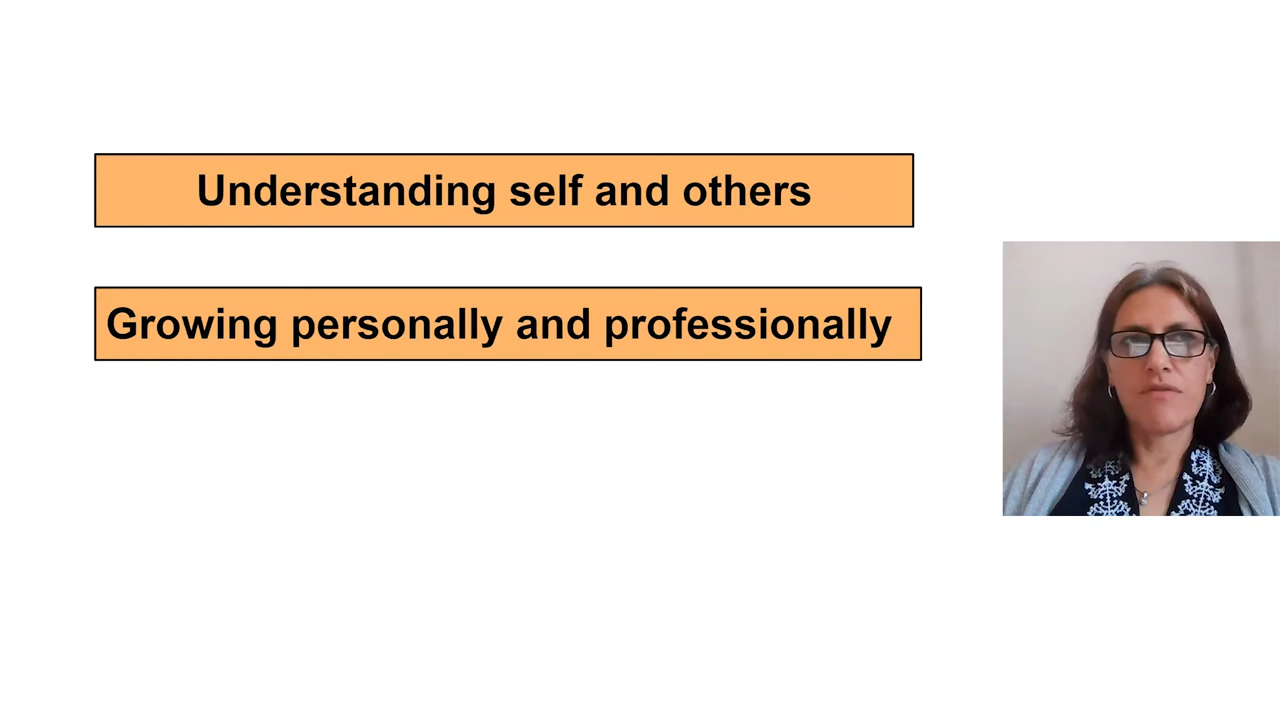 Understanding self and others
Growing personally and professionally